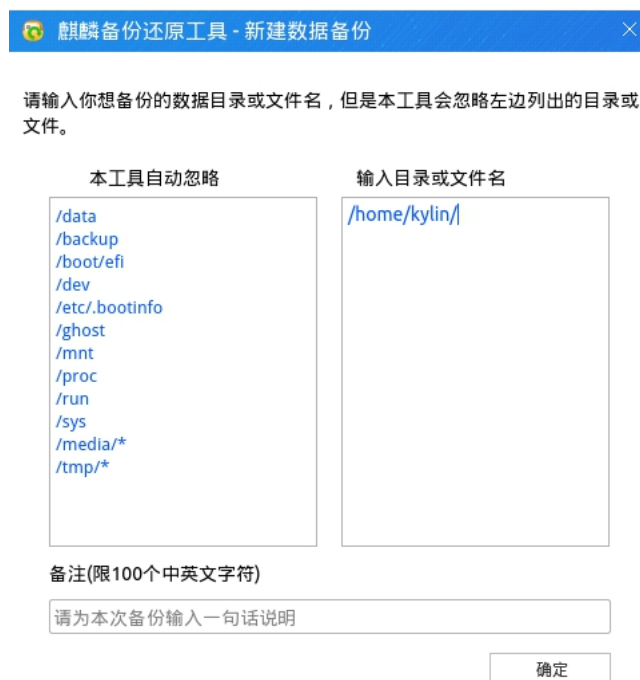 麒麟备份还原工具 - 新建数据备份
请输入你想备份的数据目录或文件名，但是本工具会忽略左边列出的目录或
文件。
本工具自动忽略
/data
/backup
/boot/efi
/dev
/etc/.bootinfo
/ghost
/mnt
/proc
/run
/sys
/media/*
/tmp/*
输入目录或文件名
/home/kylin/
备注(限100个中英文字符)
请为本次备份输入一句话说明
确定